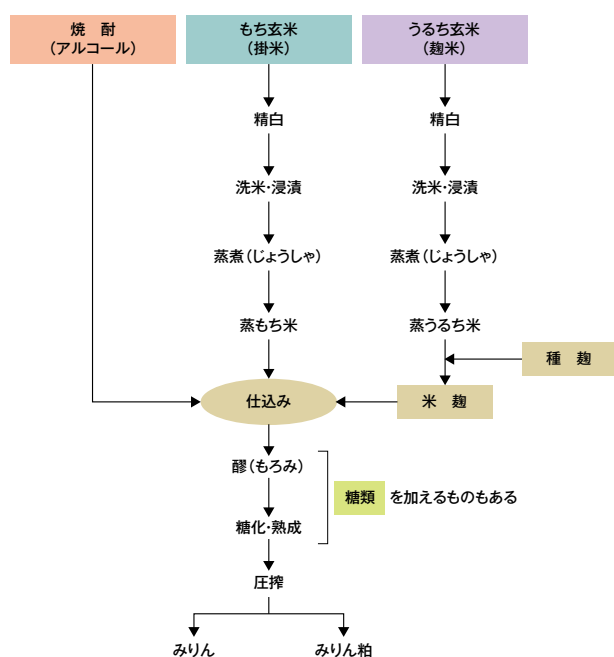 焼 酎
（アルコール）
もち玄米
（掛米）
うるち玄米
（麹米）
精白
精白
洗米・浸漬
洗米・浸漬
蒸煮（じょうしゃ）
蒸煮（じょうしゃ）
蒸もち米
蒸うるち米
種 麹
仕込み
米 麹
醪（もろみ）
糖類 を加えるものもある
糖化・熟成
圧搾
みりん
みりん粕